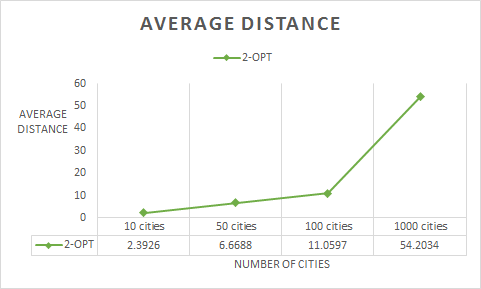 AVERAGE DISTANCE
2-OPT
60
50
40
30
20
10
0
AVERAGE
DISTANCE
10 cities 50 cities 100 cities 1000 cities
2-OPT 2.3926 6.6688 11.0597 54.2034
NUMBER OF CITIES